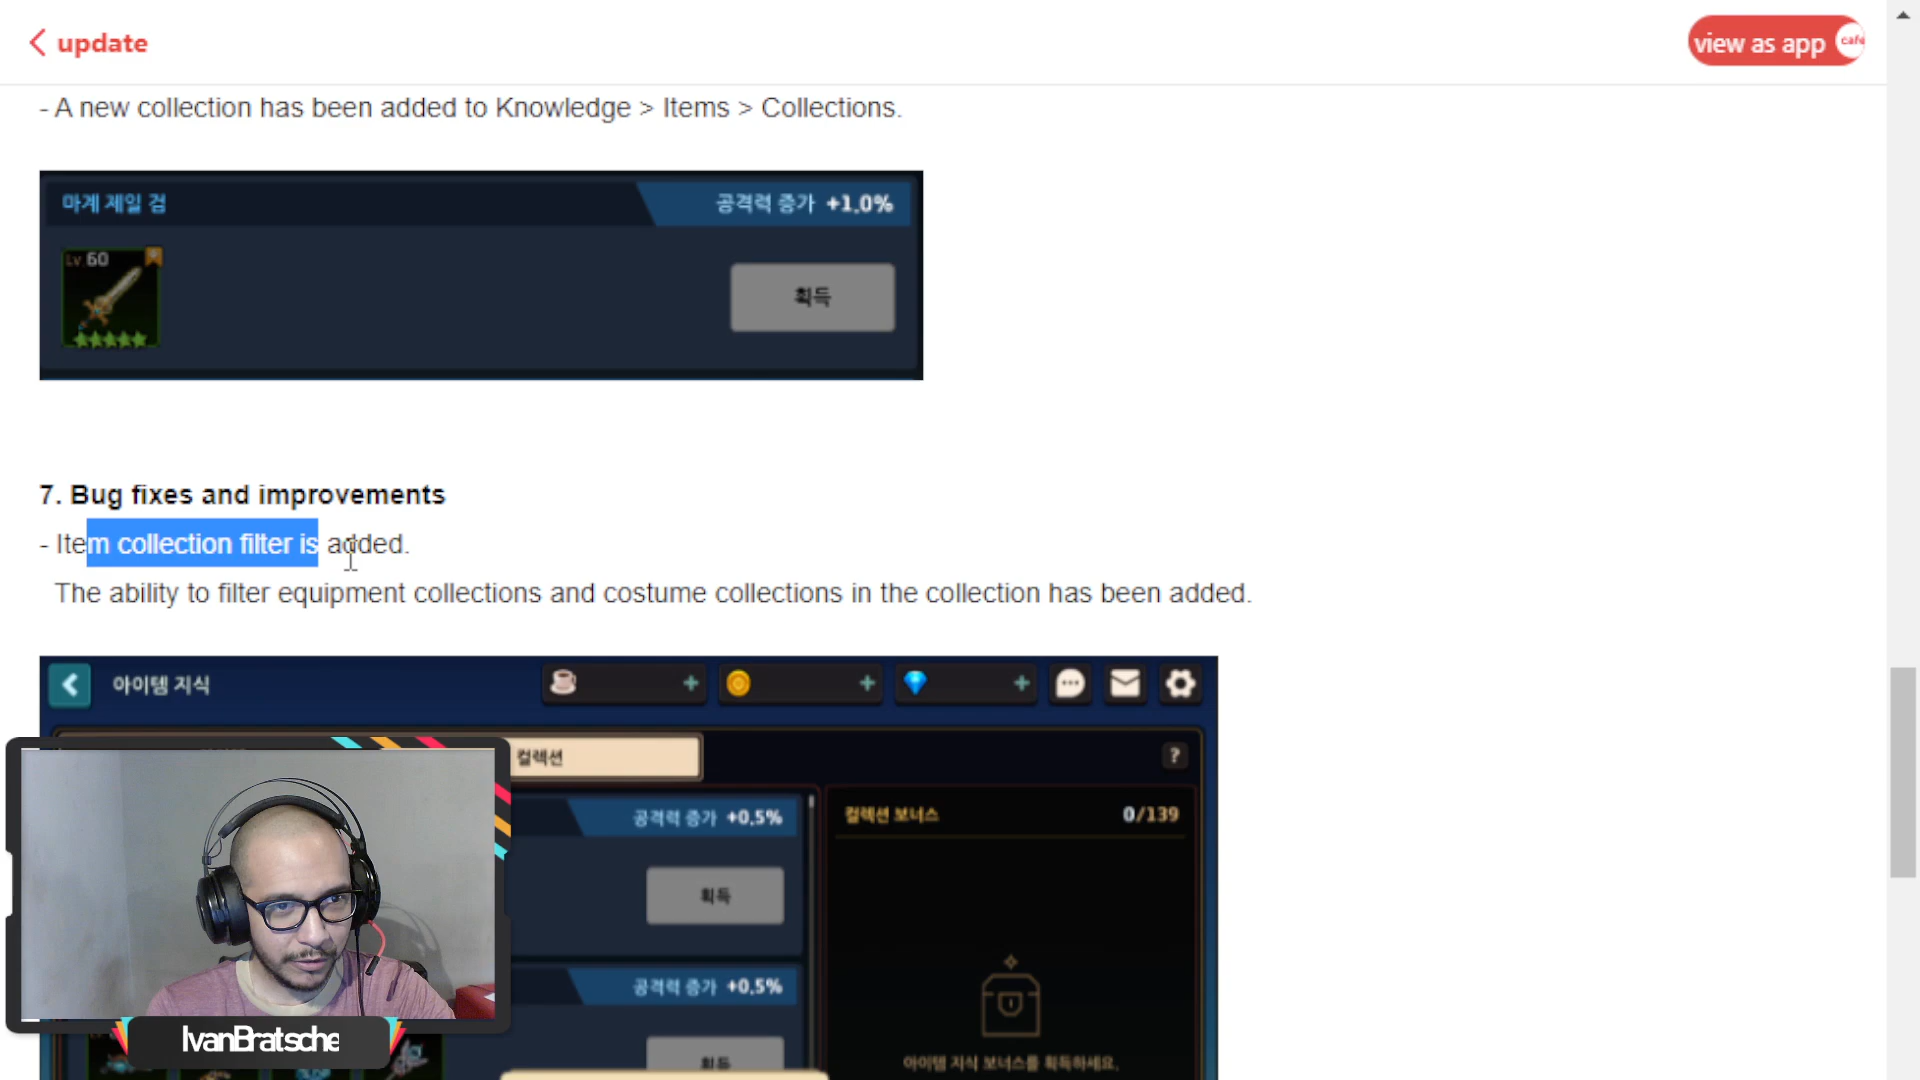 update
view as app
cafe
- A new collection has been added to Knowledge > Items > Collections.
마계 제일 검
공격력 증가 +1.0%
Lv.60
획득
7. Bug fixes and improvements
- Item collection filter is added.
The ability to filter equipment collections and costume collections in the collection has been added.
아이템 지식
컬렉션
?
공격력 증가 +0.5%
컬렉션 보너스
0/139
획득
공격력 증가 +0.5%
획득
아이템 지식 보너스를 획득하세요.
IvanBratsche